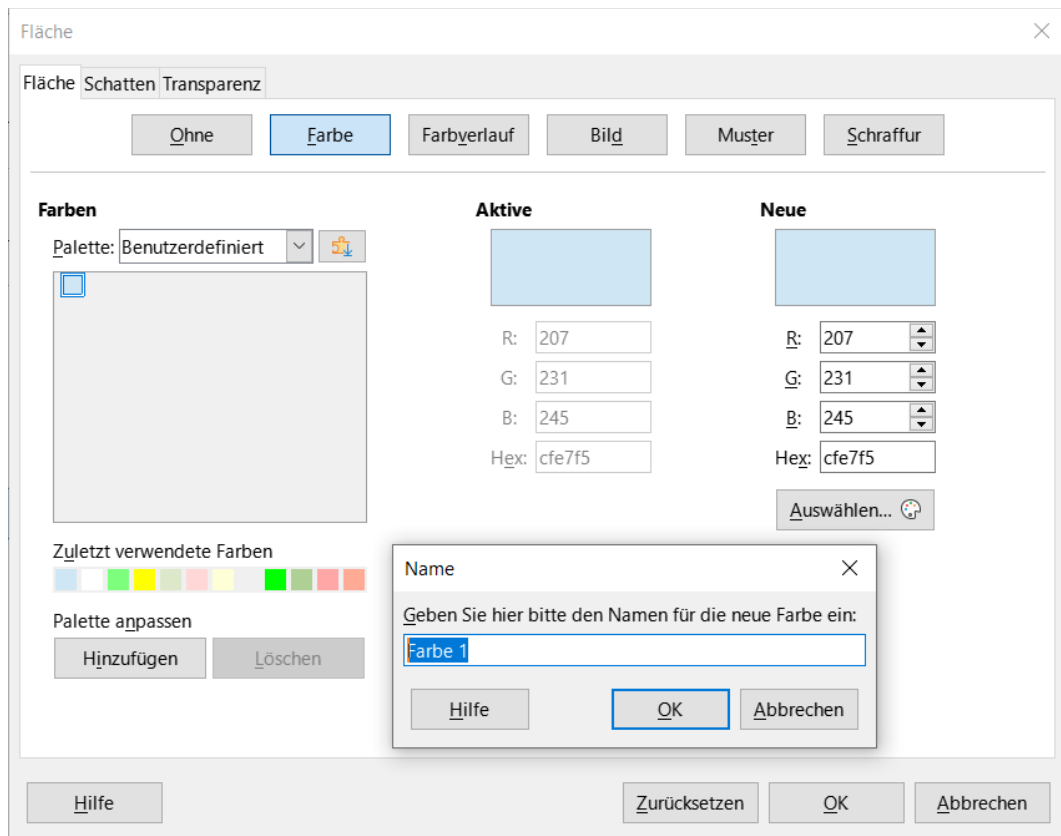 Fläche
Fläche Schatten Transparenz
Ohne Farbe Farbverlauf Bild Muster Schraffur
Farben Aktive Neue
Palette: Benutzerdefiniert
R: 207 R: 207
G: 231 G: 231
B: 245 B: 245
Hex: cfe7f5 Hex: cfe7f5
Auswählen...
Zuletzt verwendete Farben
Palette anpassen
Hinzufügen Löschen
Name
Geben Sie hier bitte den Namen für die neue Farbe ein:
Farbe 1
Hilfe OK Abbrechen
Hilfe Zurücksetzen OK Abbrechen